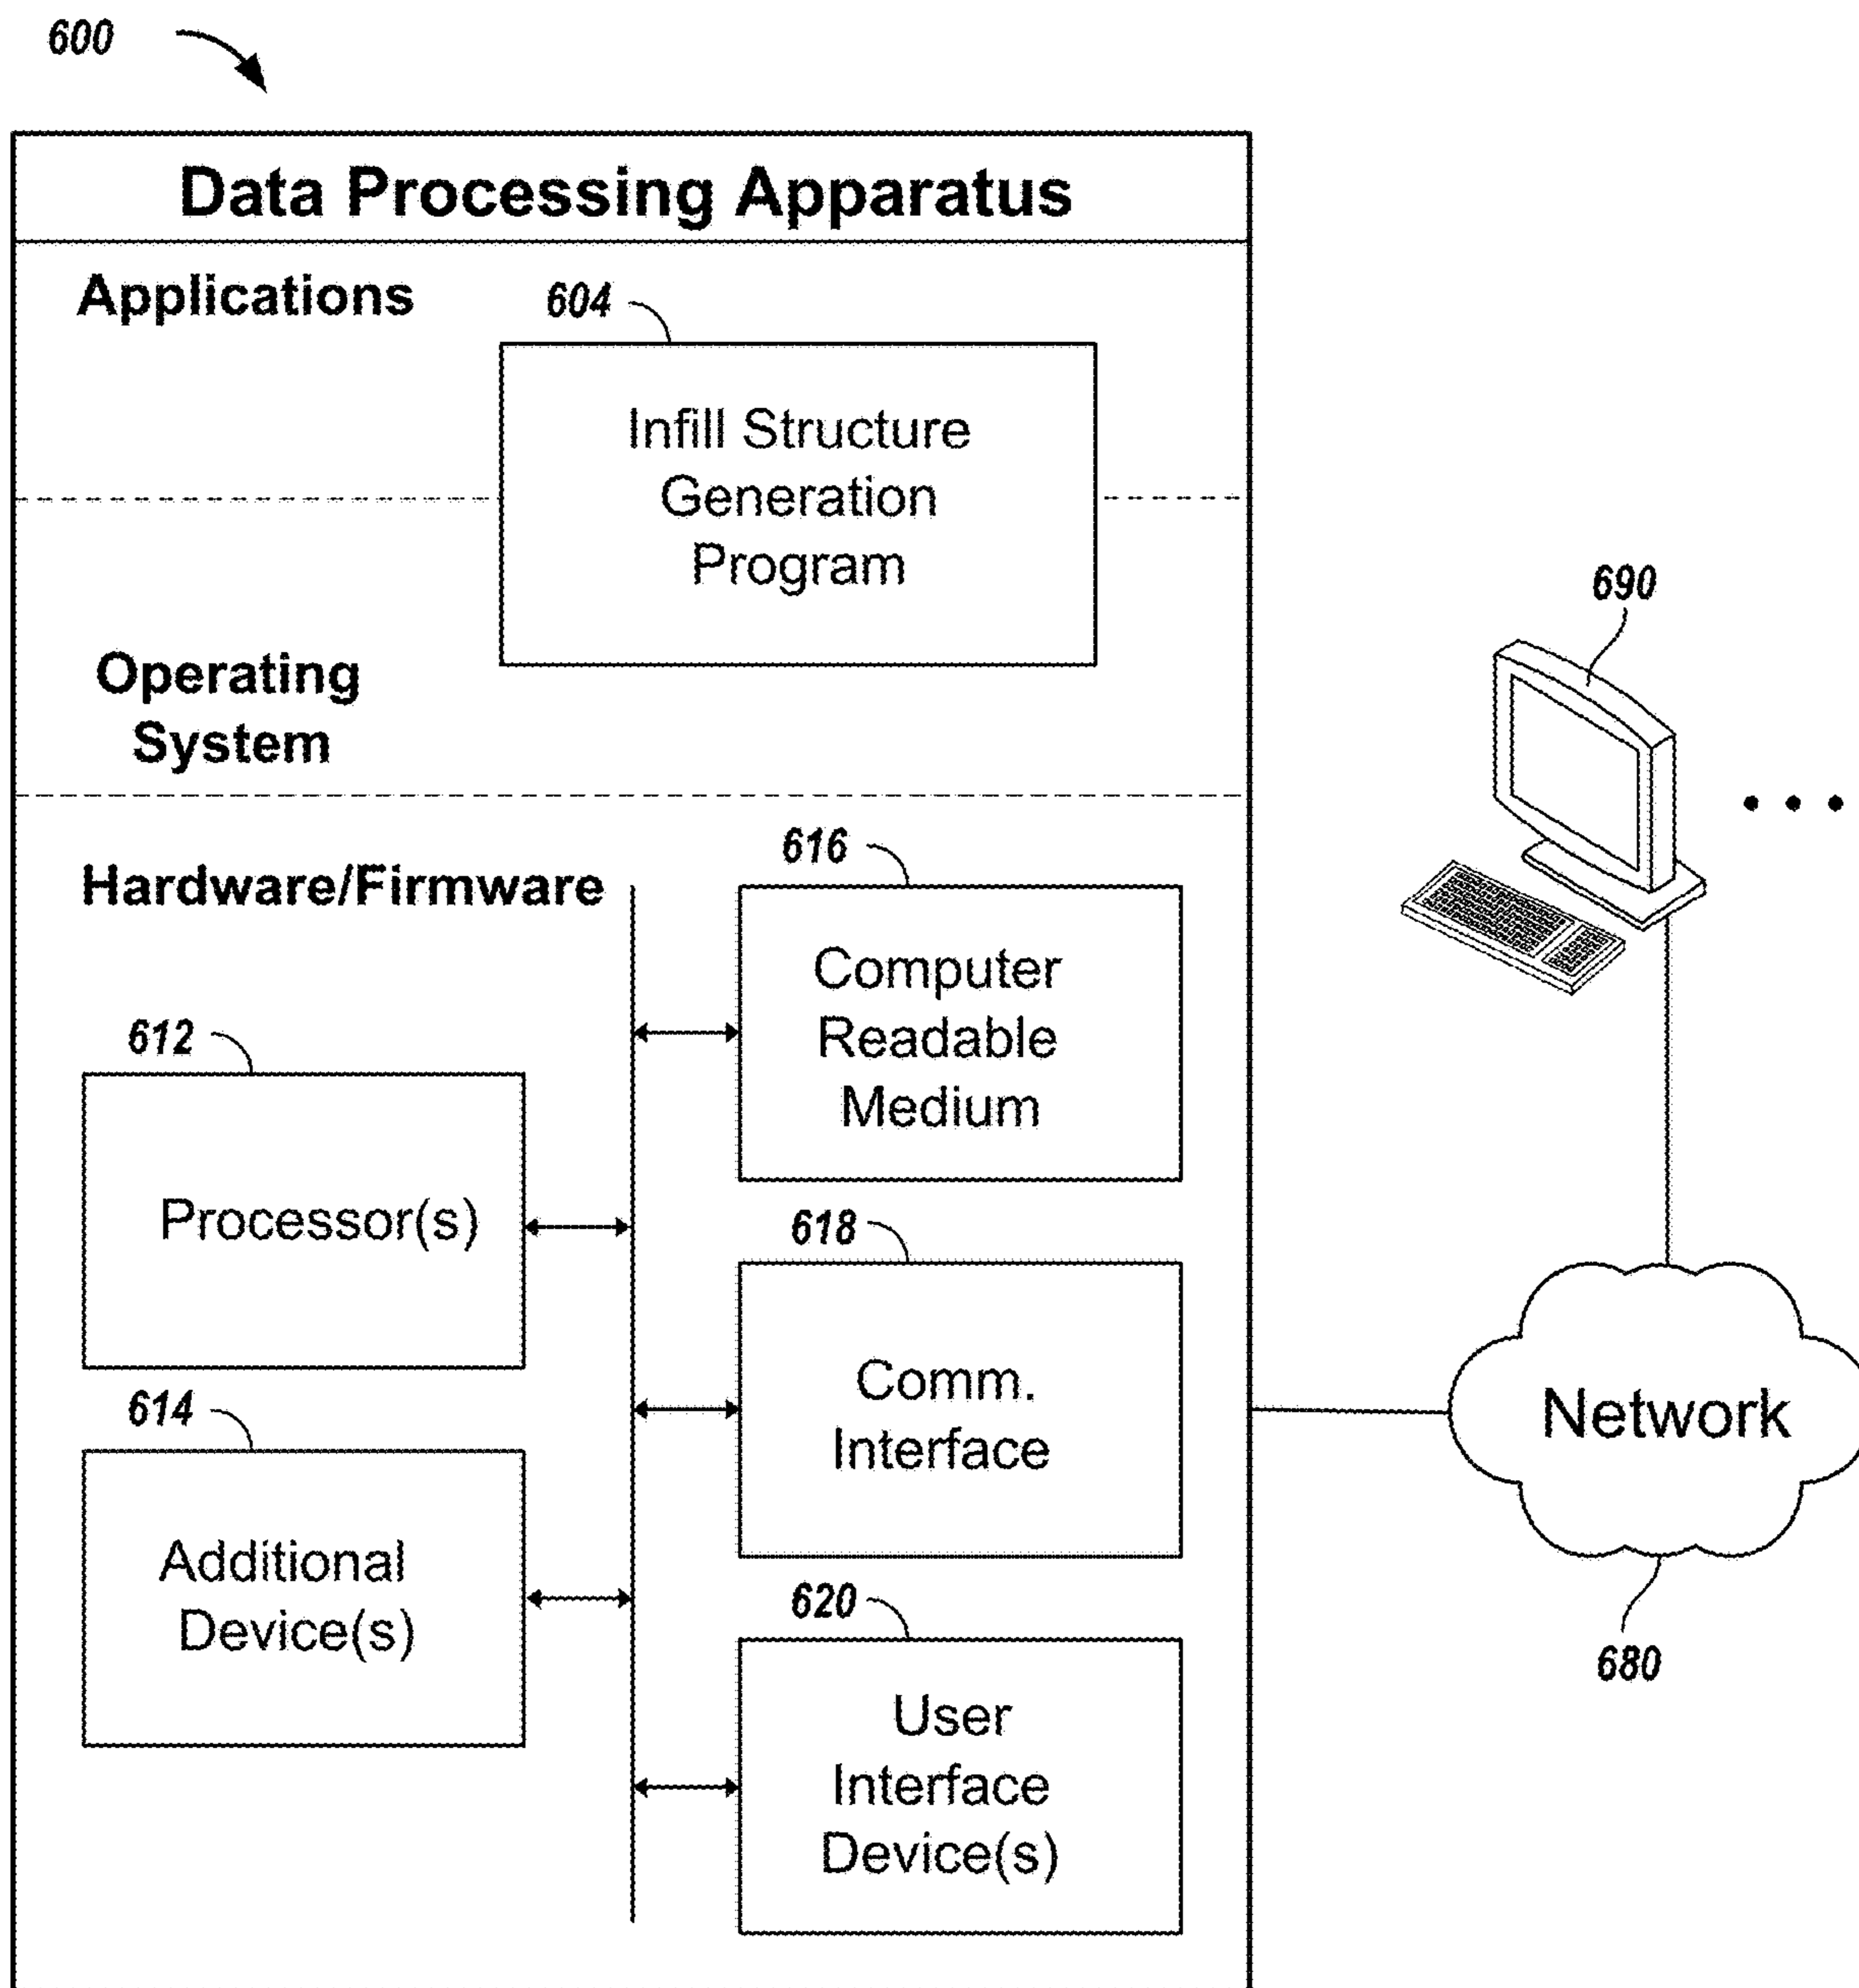 600
Data Processing Apparatus
Applications
604
Infill Structure
Generation
Program
Operating
System
690
Hardware/Firmware
616
Computer
Readable
Medium
612
Processor(s)
618
Comm.
Interface
Network
614
Additional
Device(s)
620
User
Interface
Device(s)
680